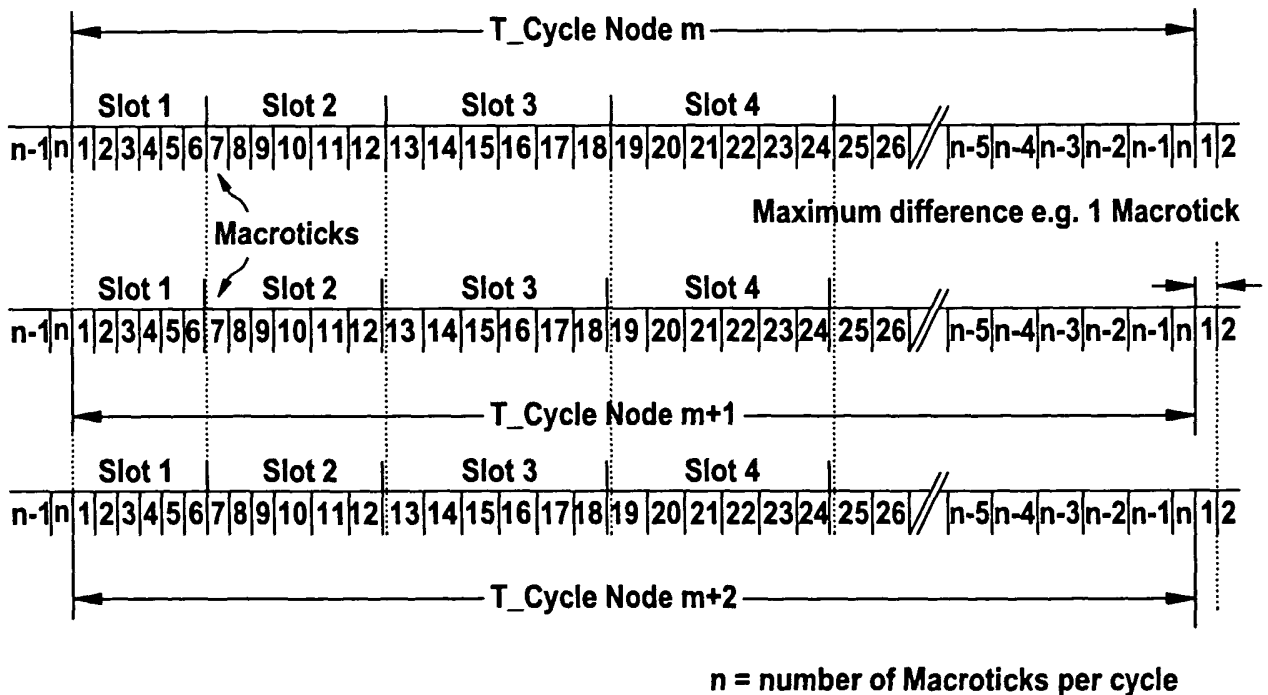 T_Cycle Node m
Slot 1 Slot 2 Slot 3 Slot 4
n-1 n 1 2 3 4 5 6 7 8 9 10 11 12 13 14 15 16 17 18 19 20 21 22 23 24 25 26 n-5 n-4 n-3 n-2 n-1 n 1 2
Maximum difference e.g. 1 Macrotick
Macroticks
Slot 1 Slot 2 Slot 3 Slot 4
n-1 n 1 2 3 4 5 6 7 8 9 10 11 12 13 14 15 16 17 18 19 20 21 22 23 24 25 26 n-5 n-4 n-3 n-2 n-1 n 1 2
T_Cycle Node m+1
Slot 1 Slot 2 Slot 3 Slot 4
n-1 n 1 2 3 4 5 6 7 8 9 10 11 12 13 14 15 16 17 18 19 20 21 22 23 24 25 26 n-5 n-4 n-3 n-2 n-1 n 1 2
T_Cycle Node m+2
n = number of Macroticks per cycle